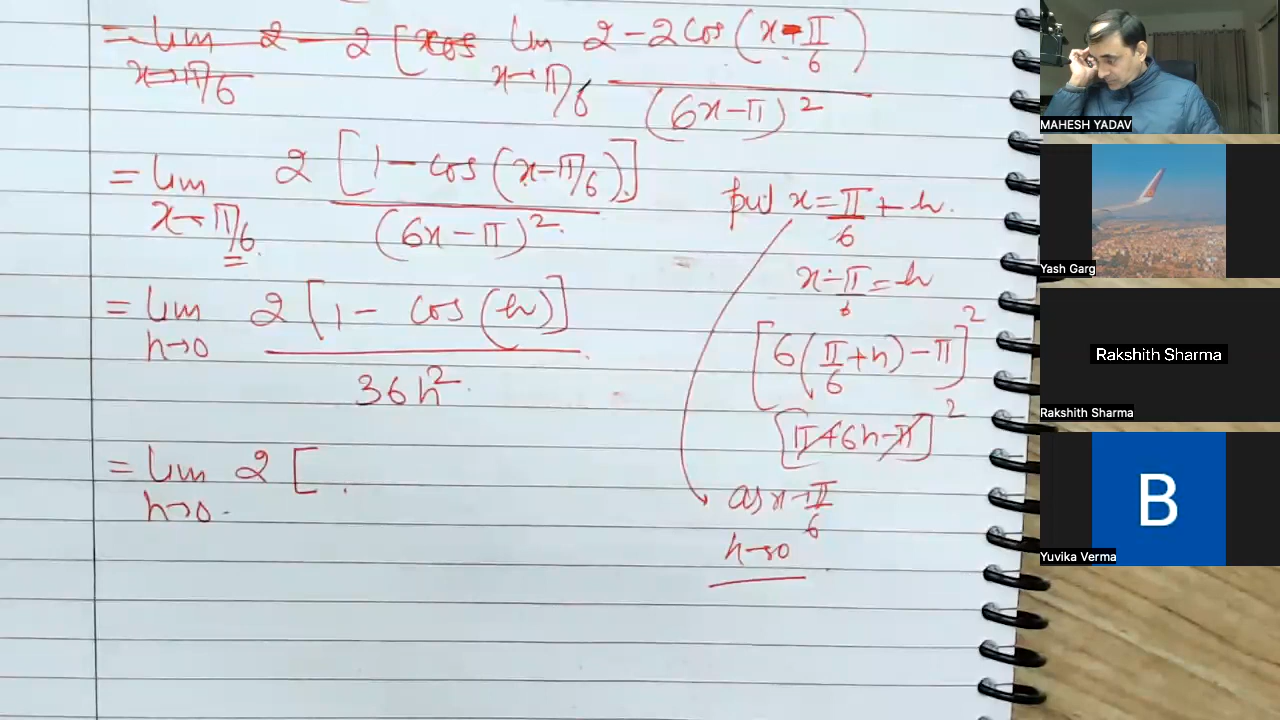 = lim 2 - 2 [ xcos lim 2 - 2 cos (x - π/6)
x→π/6 x→π/6 (6x - π)²
= lim 2 [1 - cos (x - π/6)]
x→π/6 (6x - π)²
put x = π/6 + h.
x - π/6 = h
= lim 2 [1 - cos (h)]
h→0 36h²
[6(π/6 + h) - π]²
[π + 6h - π]²
= lim 2 [
h→0
as x→π/6
h→0
MAHESH YADAV
Yash Garg
Rakshith Sharma
Rakshith Sharma
B
Yuvika Verma